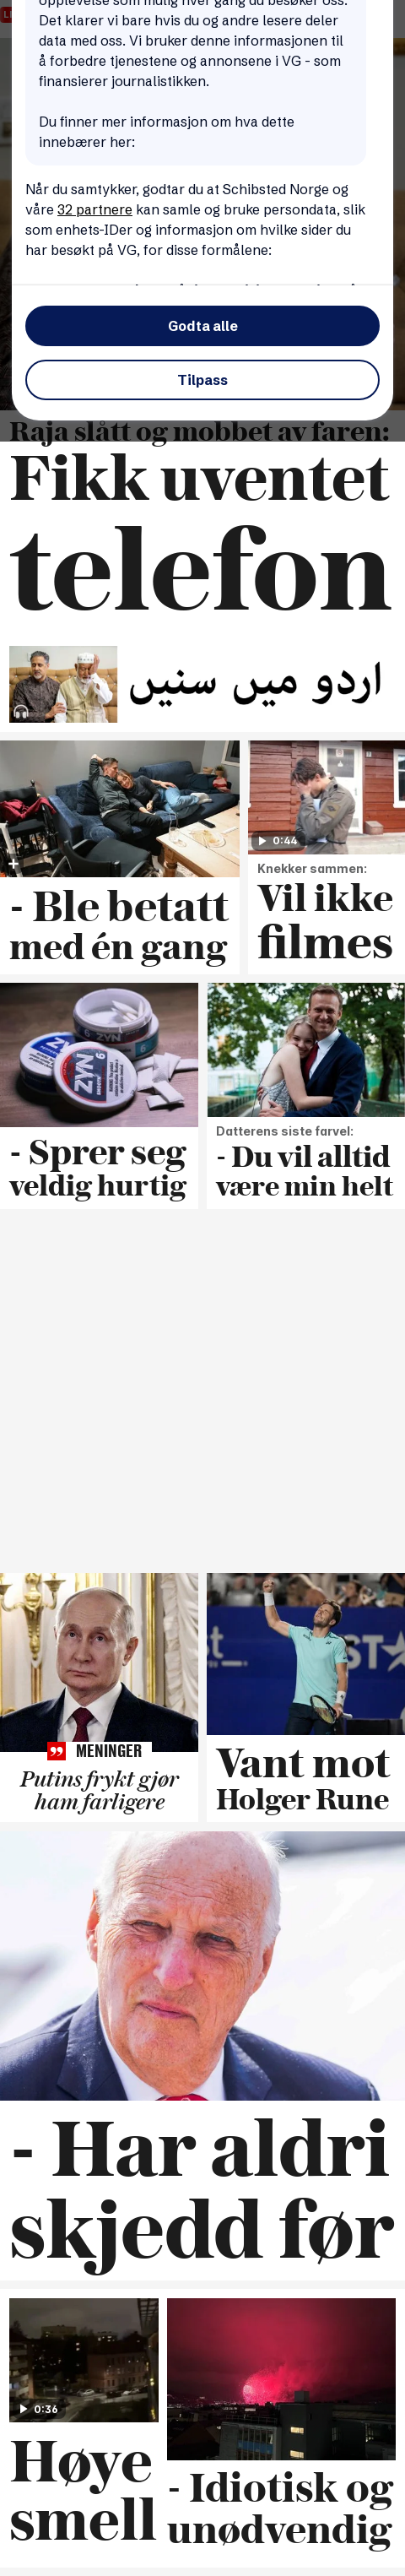 opplevelse som mulig hver gang du besøker oss.
Det klarer vi bare hvis du og andre lesere deler
data med oss. Vi bruker denne informasjonen til
å forbedre tjenestene og annonsene i VG - som
finansierer journalistikken.
Du finner mer informasjon om hva dette
innebærer her:
Når du samtykker, godtar du at Schibsted Norge og
våre 32 partnere kan samle og bruke persondata, slik
som enhets-IDer og informasjon om hvilke sider du
har besøkt på VG, for disse formålene:
Godta alle
Tilpass
Raja slått og mobbet av faren:
Fikk uventet
telefon
اردو میں سنیں
- Ble betatt
med én gang
0:44
Knekker sammen:
Vil ikke
filmes
ZYN
ZYN
- Sprer seg
veldig hurtig
Datterens siste farvel:
- Du vil alltid
være min helt
MENINGER
Putins frykt gjør
ham farligere
Vant mot
Holger Rune
- Har aldri
skjedd før
0:36
Høye
smell
- Idiotisk og
unødvendig